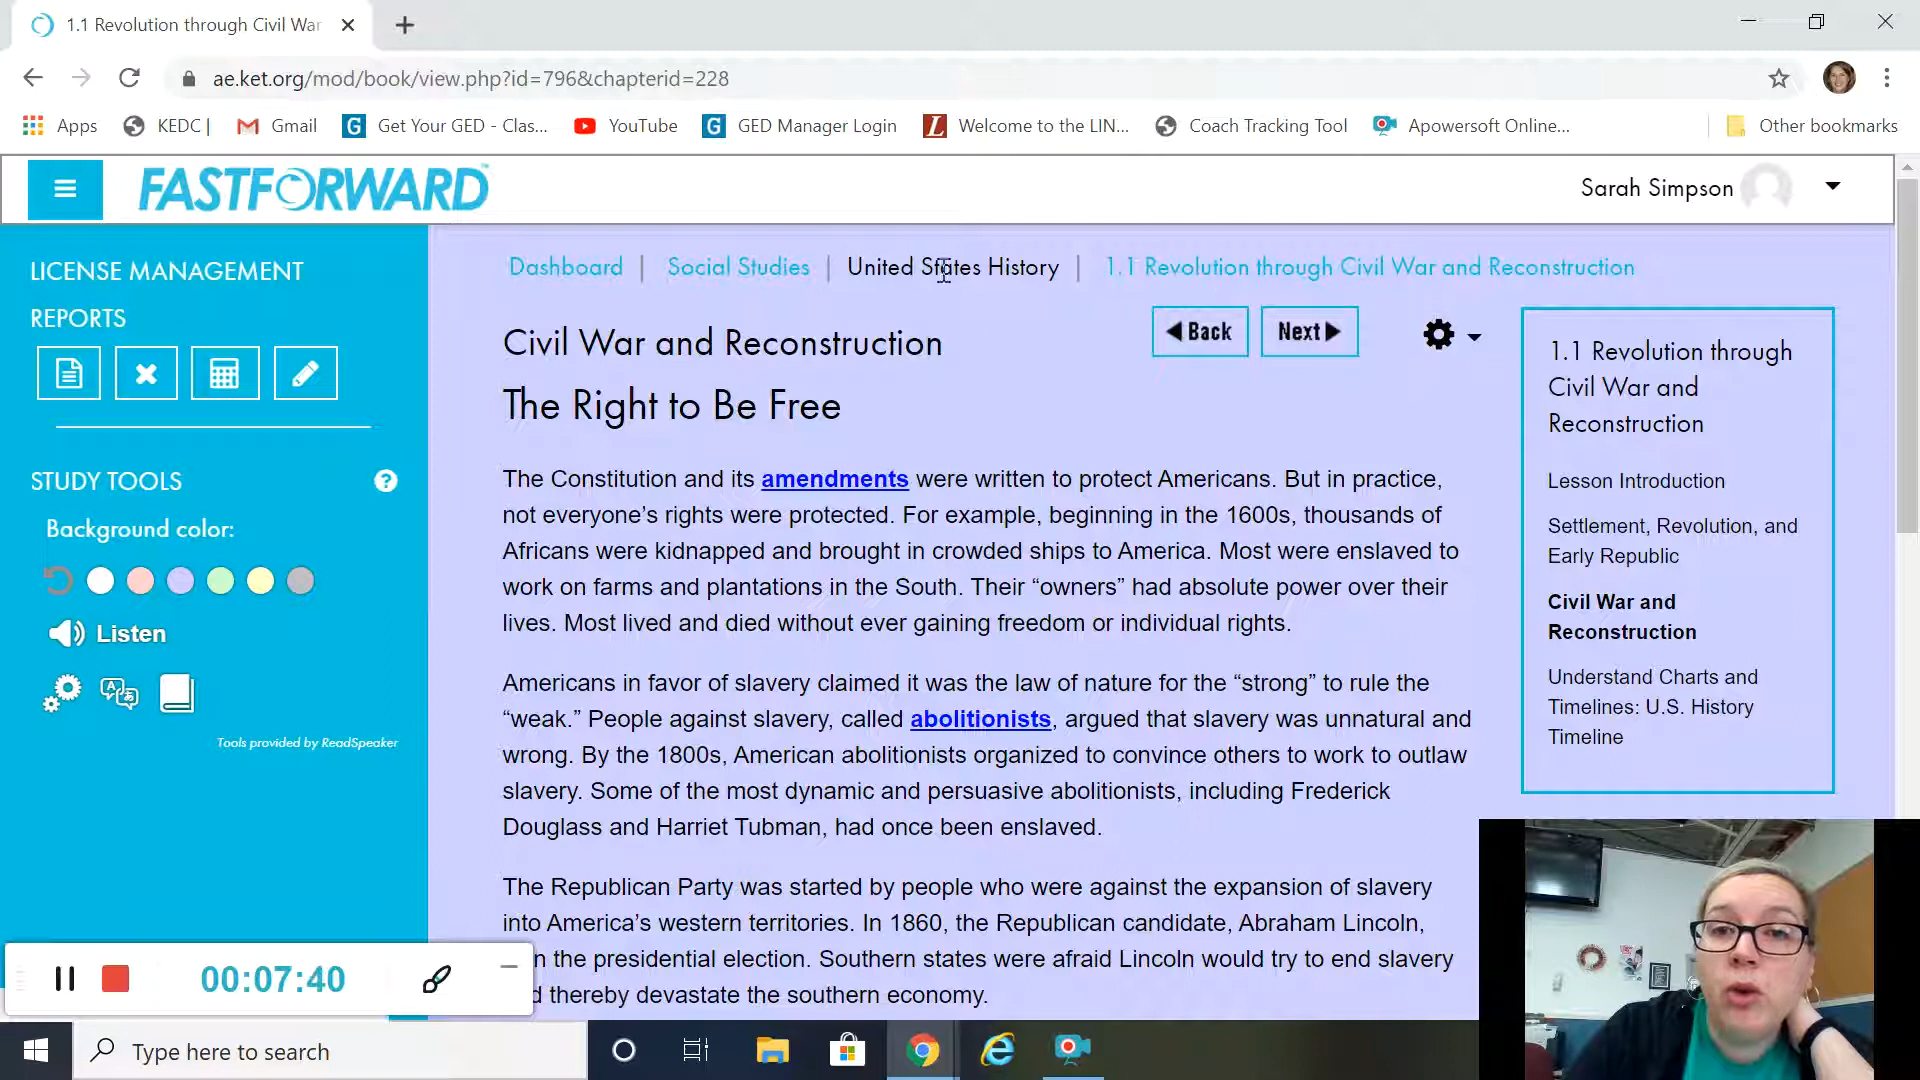 1.1 Revolution through Civil War
ae.ket.org/mod/book/view.php?id=796&chapterid=228
Apps
KEDC |
Gmail
Get Your GED - Clas...
YouTube
GED Manager Login
Welcome to the LIN...
Coach Tracking Tool
Apowersoft Online...
Other bookmarks
FASTFORWARD™
Sarah Simpson
LICENSE MANAGEMENT
REPORTS
STUDY TOOLS
Background color:
Listen
Tools provided by ReadSpeaker
Dashboard | Social Studies | United States History | 1.1 Revolution through Civil War and Reconstruction
Back
Next
Civil War and Reconstruction
The Right to Be Free
The Constitution and its amendments were written to protect Americans. But in practice,
not everyone's rights were protected. For example, beginning in the 1600s, thousands of
Africans were kidnapped and brought in crowded ships to America. Most were enslaved to
work on farms and plantations in the South. Their “owners” had absolute power over their
lives. Most lived and died without ever gaining freedom or individual rights.
Americans in favor of slavery claimed it was the law of nature for the “strong” to rule the
“weak.” People against slavery, called abolitionists, argued that slavery was unnatural and
wrong. By the 1800s, American abolitionists organized to convince others to work to outlaw
slavery. Some of the most dynamic and persuasive abolitionists, including Frederick
Douglass and Harriet Tubman, had once been enslaved.
The Republican Party was started by people who were against the expansion of slavery
into America's western territories. In 1860, the Republican candidate, Abraham Lincoln,
n the presidential election. Southern states were afraid Lincoln would try to end slavery
d thereby devastate the southern economy.
1.1 Revolution through
Civil War and
Reconstruction
Lesson Introduction
Settlement, Revolution, and
Early Republic
Civil War and
Reconstruction
Understand Charts and
Timelines: U.S. History
Timeline
00:07:40
Type here to search